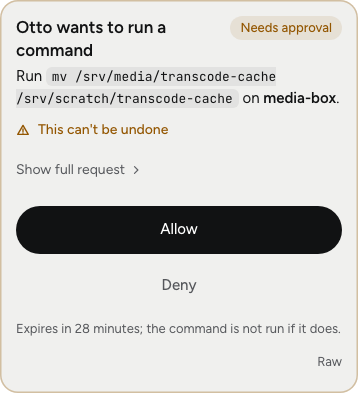 Otto wants to run a Needs approval
command
Run mv /srv/media/transcode-cache
/srv/scratch/transcode-cache on media-box.
This can't be undone
Show full request
Allow
Deny
Expires in 28 minutes; the command is not run if it does.
Raw